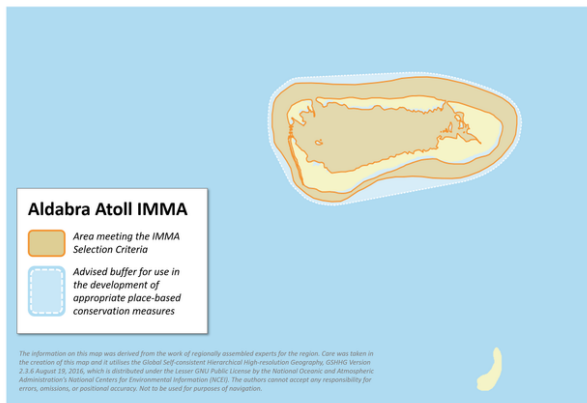 Aldabra Atoll IMMA
Area meeting the IMMA
Selection Criteria
Advised buffer for use in
the development of
appropriate place-based
conservation measures
The information on this map was derived from the work of regionally assembled experts for the region. Care was taken in
the creation of this map and it utilises the Global Self-consistent Hierarchical High-resolution Geography, GSHHG Version
2.3.6 August 19, 2016, which is distributed under the Lesser GNU Public License by the National Oceanic and Atmospheric
Administration's National Centers for Environmental Information (NCEI). The authors cannot accept any responsibility for
errors, omissions, or positional accuracy. Not to be used for purposes of navigation.